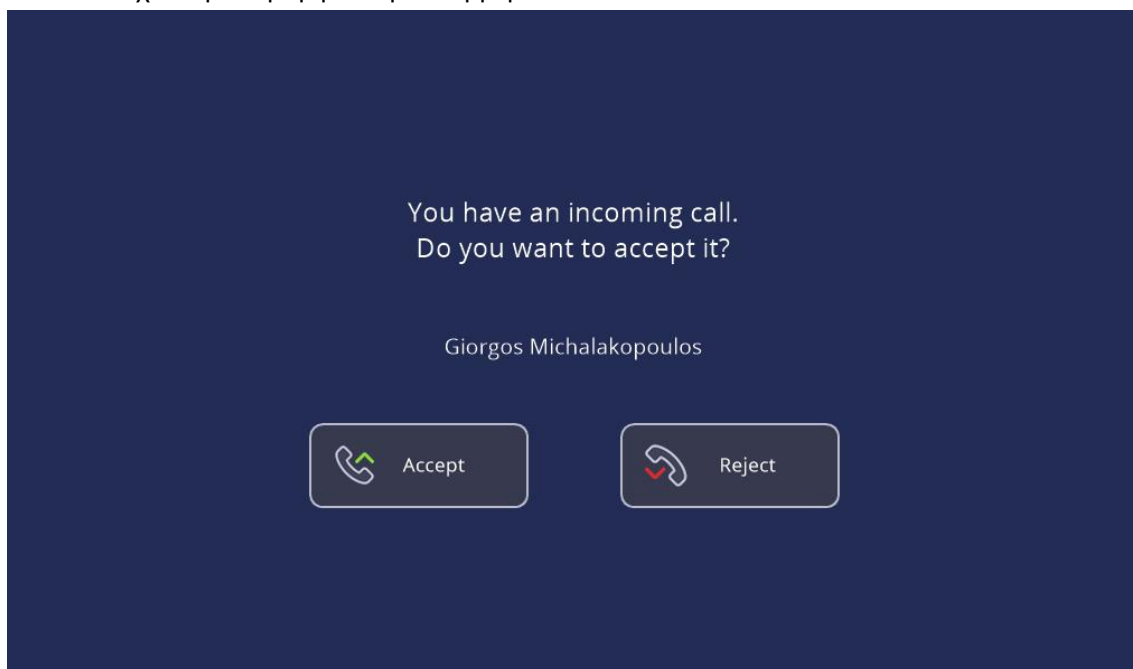 You have an incoming call.
Do you want to accept it?
Giorgos Michalakopoulos
Accept
Reject